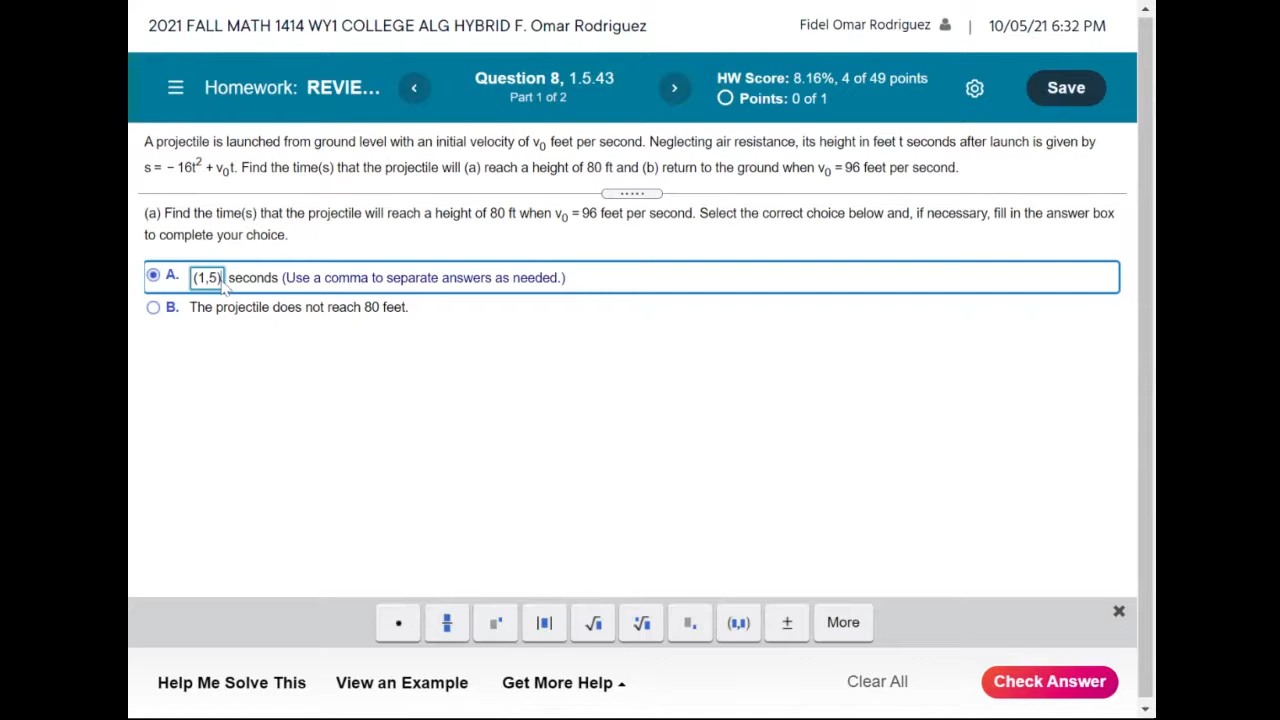 2021 FALL MATH 1414 WY1 COLLEGE ALG HYBRID F. Omar Rodriguez
Fidel Omar Rodriguez | 10/05/21 6:32 PM
Homework: REVIE...
Question 8, 1.5.43
Part 1 of 2
HW Score: 8.16%, 4 of 49 points
Points: 0 of 1
Save
A projectile is launched from ground level with an initial velocity of v₀ feet per second. Neglecting air resistance, its height in feet t seconds after launch is given by
s = − 16t² + v₀t. Find the time(s) that the projectile will (a) reach a height of 80 ft and (b) return to the ground when v₀ = 96 feet per second.
(a) Find the time(s) that the projectile will reach a height of 80 ft when v₀ = 96 feet per second. Select the correct choice below and, if necessary, fill in the answer box
to complete your choice.
A. (1,5) seconds (Use a comma to separate answers as needed.)
B. The projectile does not reach 80 feet.
More
Help Me Solve This
View an Example
Get More Help
Clear All
Check Answer